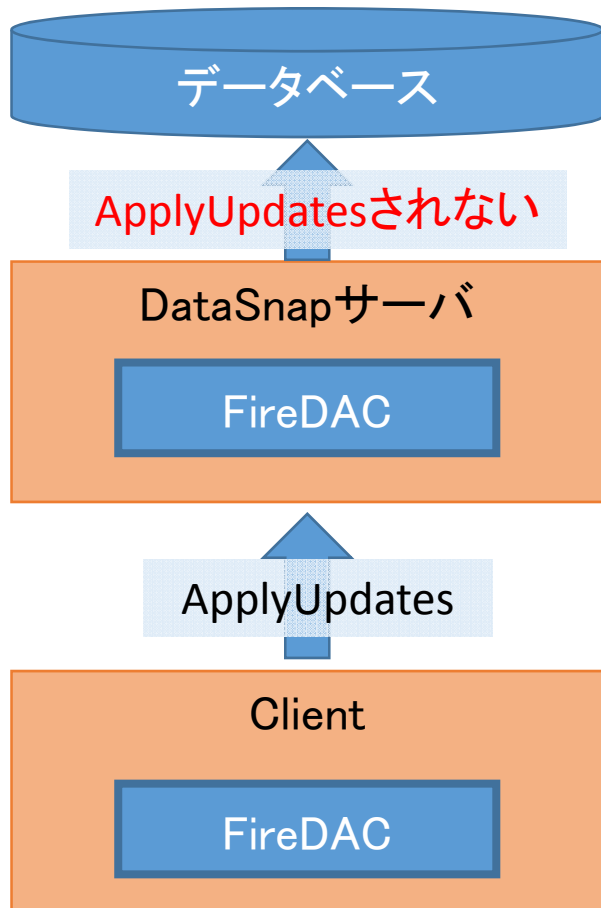 データベース
ApplyUpdatesされない
DataSnapサーバ
FireDAC
ApplyUpdates
Client
FireDAC